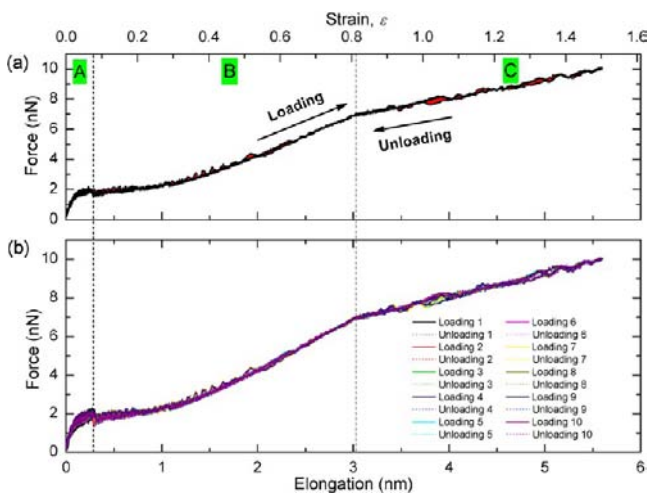 Strain, ε
0.0 0.2 0.4 0.6 0.8 1.0 1.2 1.4 1.6
(a)
A B C
10
8
6
4
2
0
Force (nN)
Loading
Unloading
(b)
10
8
6
4
2
0
Force (nN)
Loading 1 Loading 6
Unloading 1 Unloading 6
Loading 2 Loading 7
Unloading 2 Unloading 7
Loading 3 Loading 8
Unloading 3 Unloading 8
Loading 4 Loading 9
Unloading 4 Unloading 9
Loading 5 Loading 10
Unloading 5 Unloading 10
0 1 2 3 4 5 6
Elongation (nm)